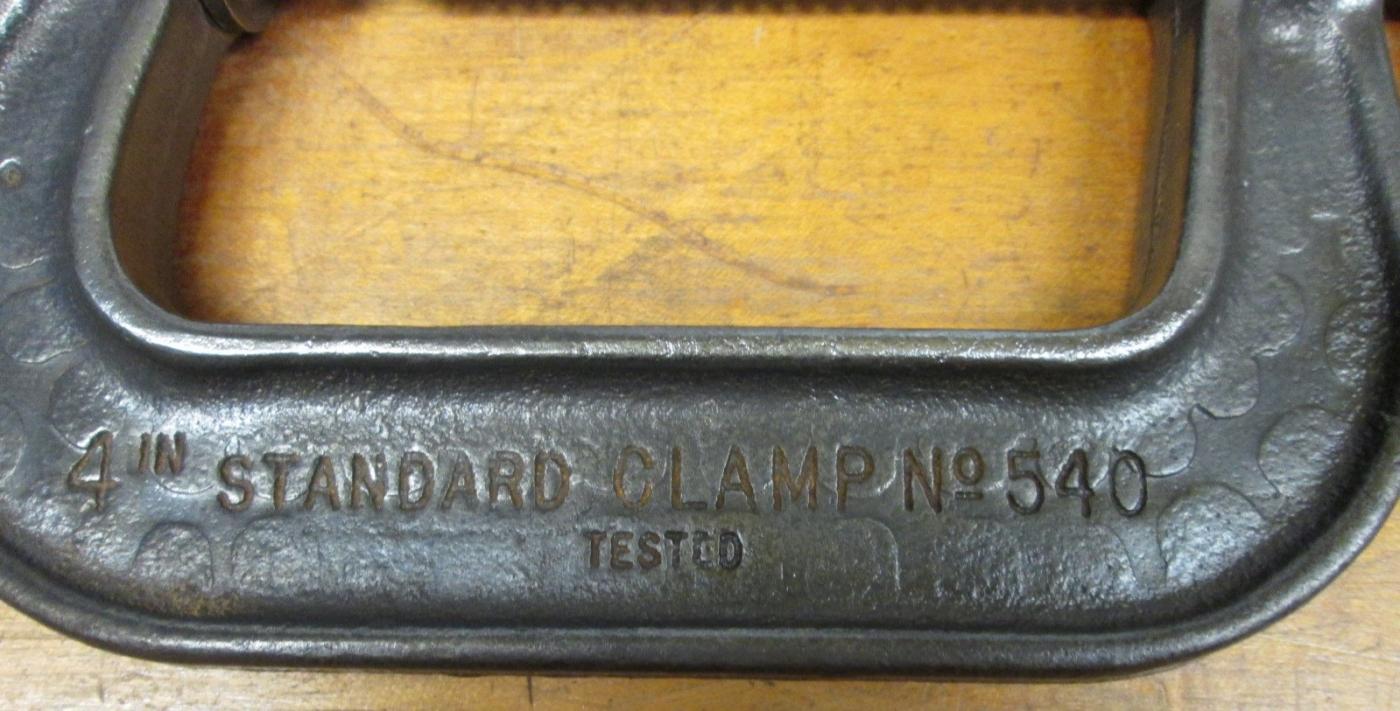 4 IN STANDARD CLAMP Nº 540
TESTED